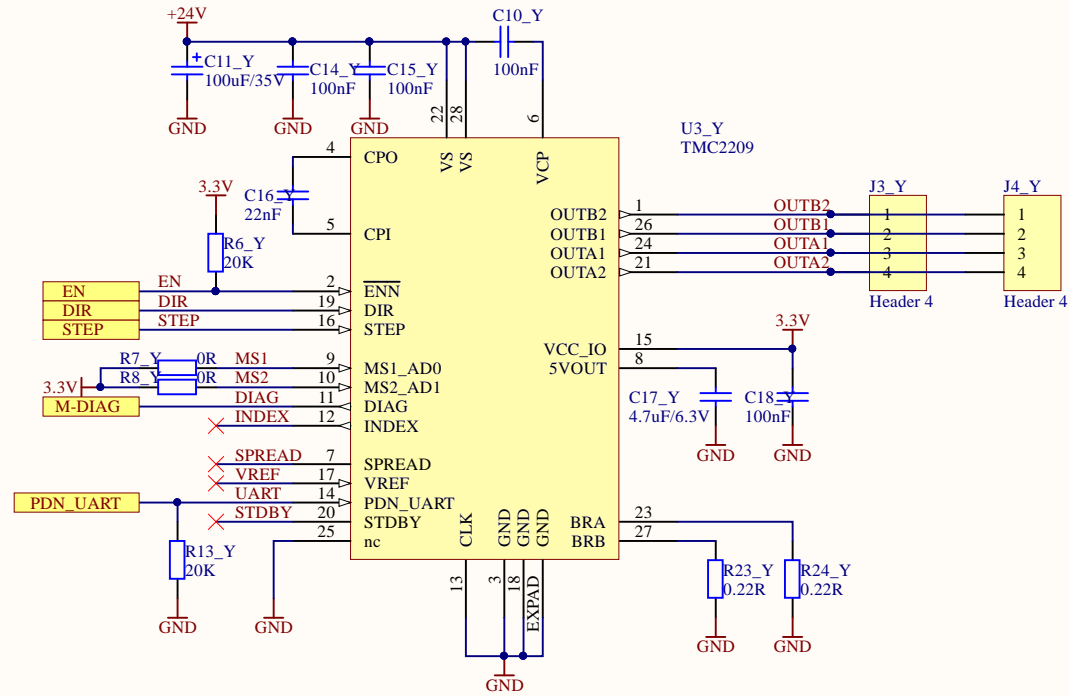 +24V
C10_Y
100nF
C11_Y
100uF/35V
C14_Y
100nF
C15_Y
100nF
GND
GND
GND
22
28
6
U3_Y
TMC2209
VS
VS
VCP
4
CPO
C16_Y
22nF
5
CPI
3.3V
R6_Y
20K
EN
EN
2
ENN
DIR
DIR
19
DIR
STEP
STEP
16
STEP
R7_Y
0R
MS1
9
MS1_AD0
3.3V
R8_Y
0R
MS2
10
MS2_AD1
M-DIAG
DIAG
11
DIAG
INDEX
12
INDEX
SPREAD
7
SPREAD
VREF
17
VREF
PDN_UART
UART
14
PDN_UART
STDBY
20
STDBY
25
nc
R13_Y
20K
GND
GND
OUTB2
1
OUTB2
OUTB1
26
OUTB1
OUTA1
24
OUTA1
OUTA2
21
OUTA2
J3_Y
1
2
3
4
Header 4
J4_Y
1
2
3
4
Header 4
3.3V
VCC_IO
15
5VOUT
8
C17_Y
4.7uF/6.3V
C18_Y
100nF
GND
GND
BRA
23
BRB
27
R23_Y
0.22R
R24_Y
0.22R
GND
GND
CLK
GND
GND
GND
13
3
18
EXPAD
GND